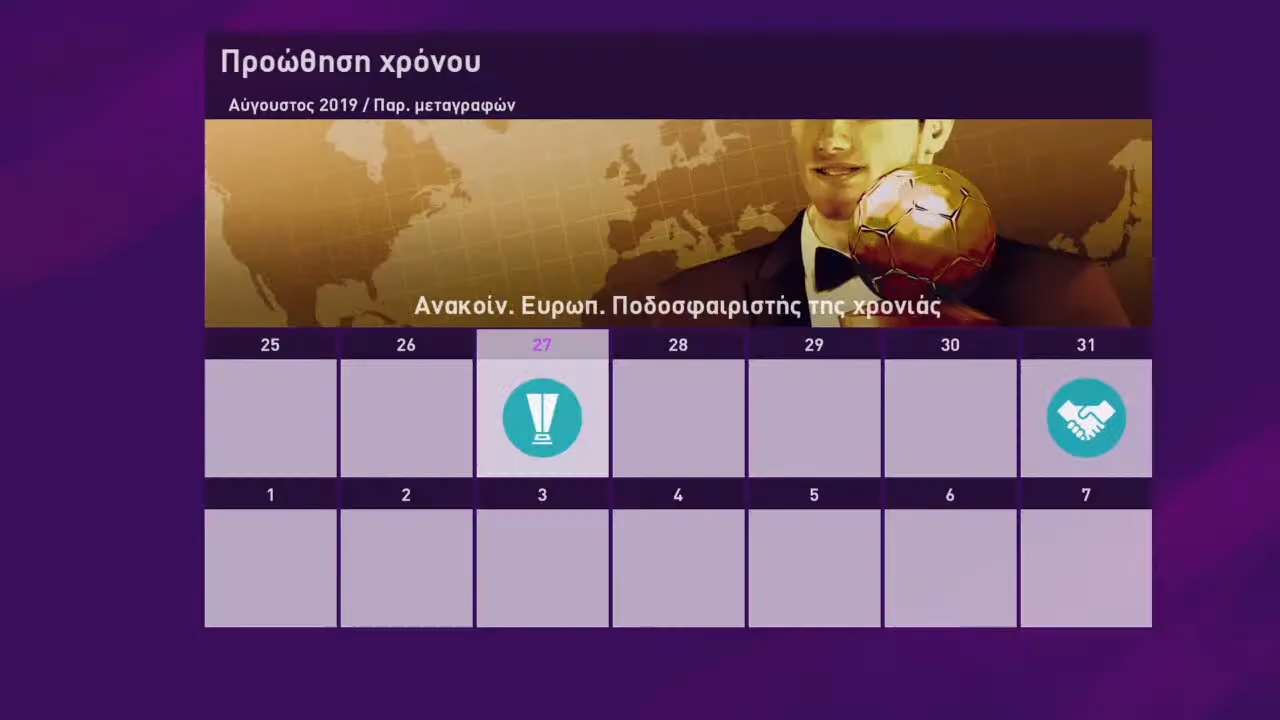 Προώθηση χρόνου
Αύγουστος 2019 / Παρ. μεταγραφών
Ανακοίν. Ευρωπ. Ποδοσφαιριστής της χρονιάς
25 26 27 28 29 30 31
1 2 3 4 5 6 7